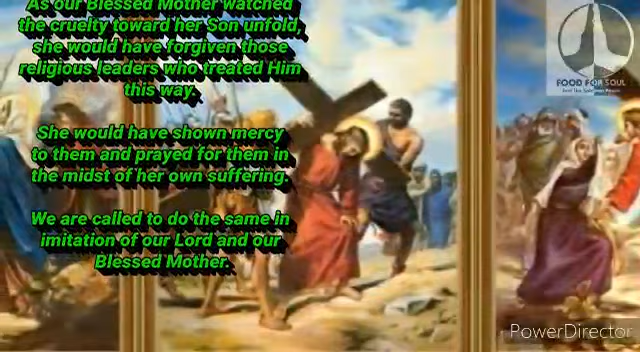 As our Blessed Mother watched
the cruelty toward her Son unfold,
she would have forgiven those
religious leaders who treated Him
this way.
She would have shown mercy
to them and prayed for them in
the midst of her own suffering.
We are called to do the same in
imitation of our Lord and our
Blessed Mother.
FOOD FOR SOUL
PowerDirector